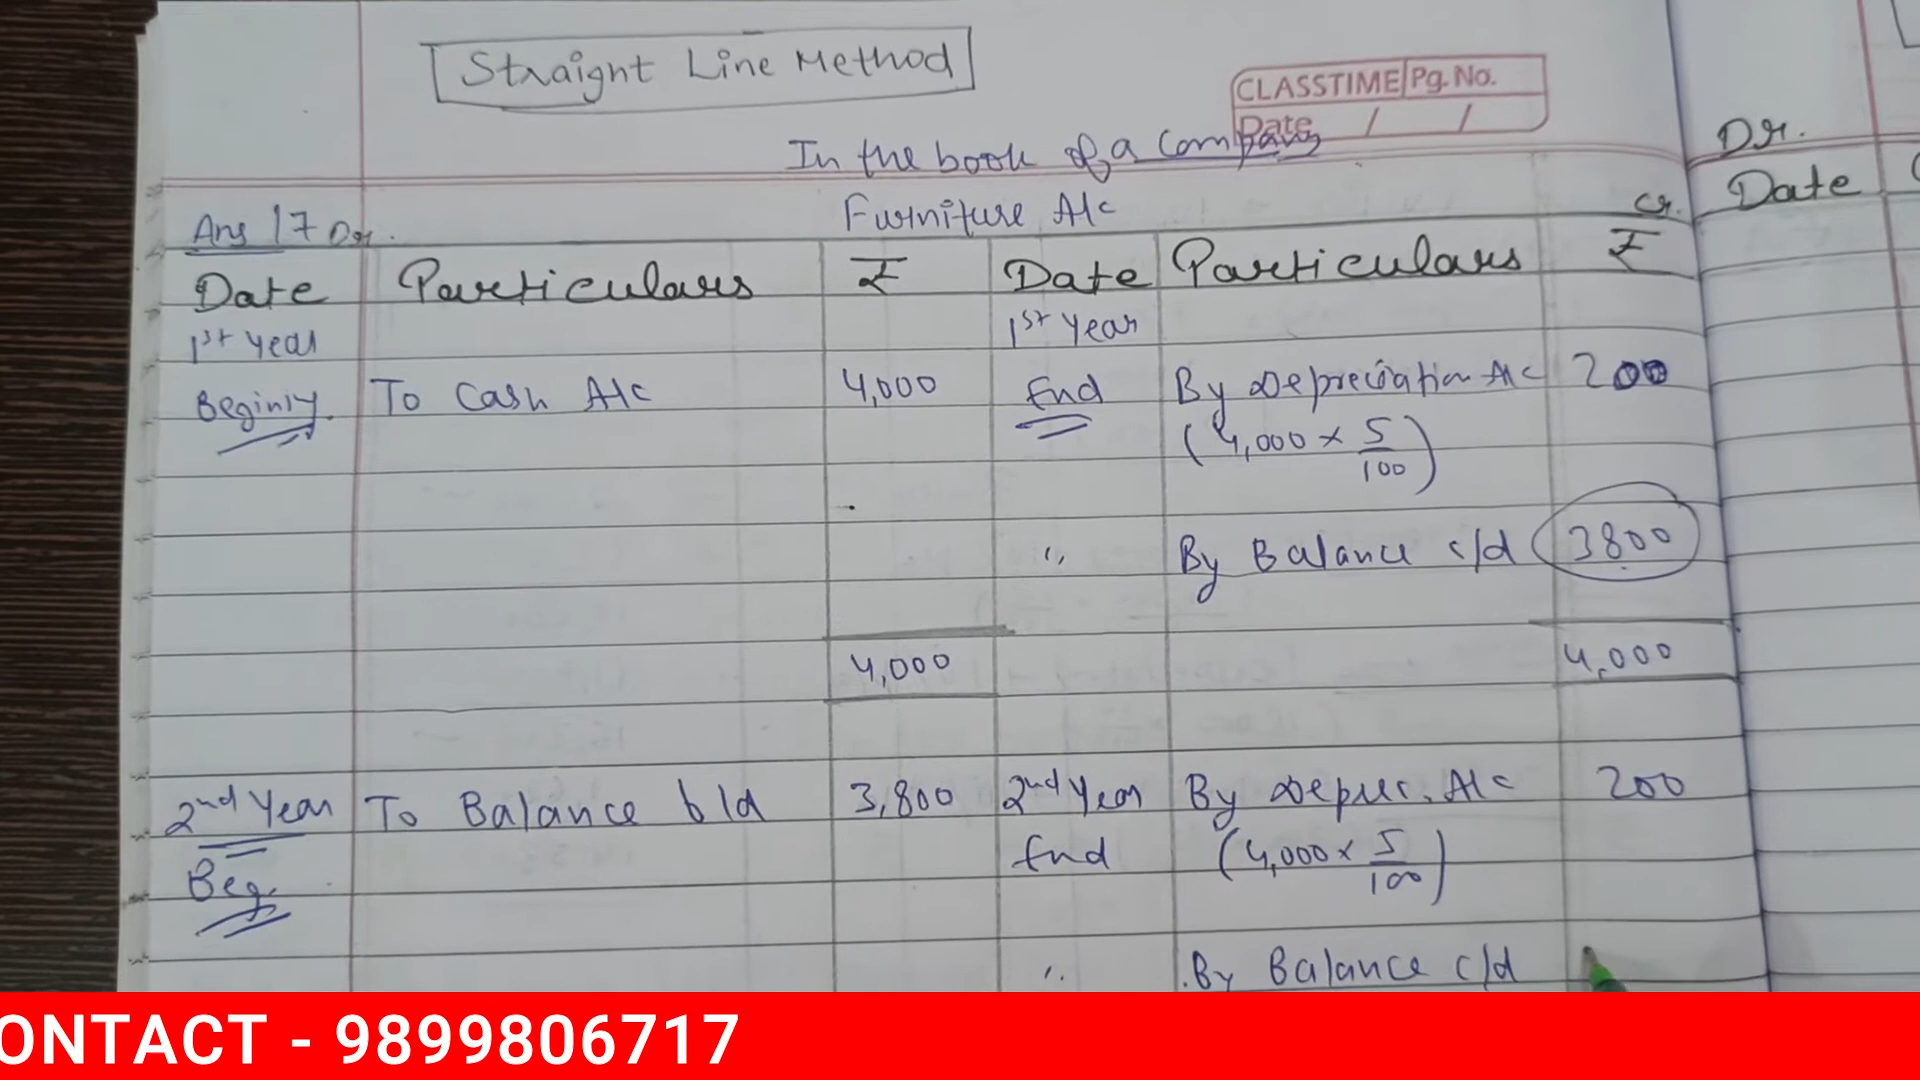 Straight Line Method
CLASSTIME Pg. No.
Date / /
In the book of a Company
Furniture A/c
Ans 17 Dr. Cr.
Date Particulars ₹ Date Particulars ₹
1st Year 1st Year
Beginig To Cash A/c 4,000 End By Depreciation A/c 200
(4,000 × 5/100)
,, By Balance c/d 3800
4,000 4,000
2nd Year To Balance b/d 3,800 2nd Year By Deprec. A/c 200
Beg. End (4,000 × 5/100)
,, By Balance c/d
Dr.
Date
ONTACT - 9899806717